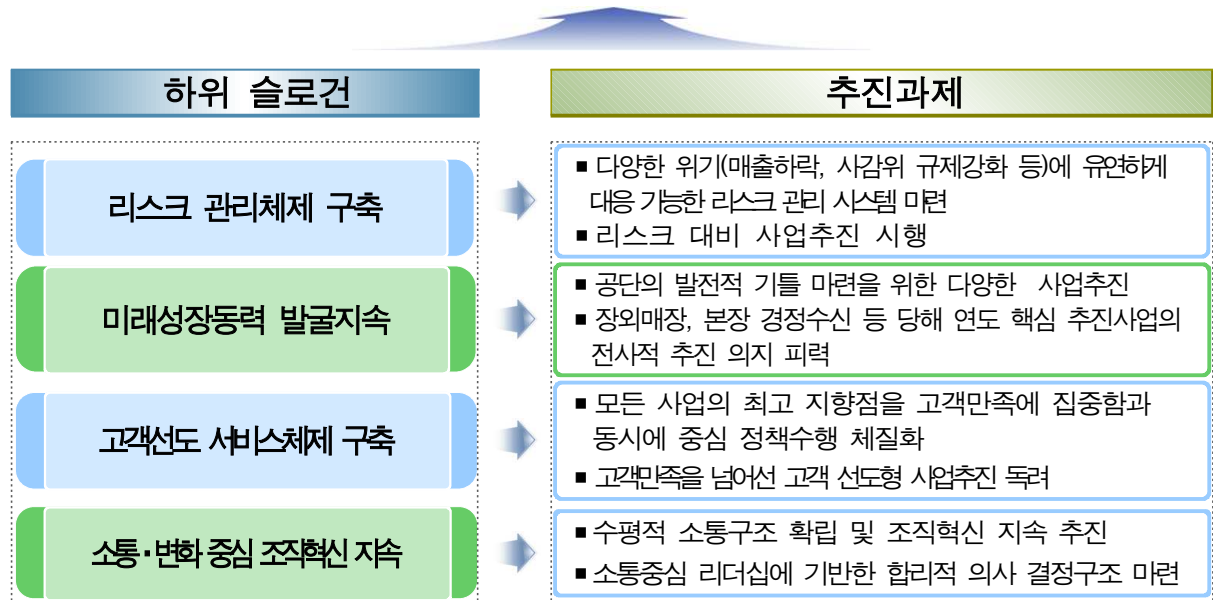 하위 슬로건
추진과제
리스크 관리체제 구축
▪ 다양한 위기(매출하락, 사감위 규제강화 등)에 유연하게
대응 가능한 리스크 관리 시스템 마련
▪ 리스크 대비 사업추진 시행
미래성장동력 발굴지속
▪ 공단의 발전적 기틀 마련을 위한 다양한 사업추진
▪ 장외매장, 본장 경정수신 등 당해 연도 핵심 추진사업의
전사적 추진 의지 피력
고객선도 서비스체제 구축
▪ 모든 사업의 최고 지향점을 고객만족에 집중함과
동시에 중심 정책수행 체질화
▪ 고객만족을 넘어선 고객 선도형 사업추진 독려
소통·변화 중심 조직혁신 지속
▪ 수평적 소통구조 확립 및 조직혁신 지속 추진
▪ 소통중심 리더십에 기반한 합리적 의사 결정구조 마련